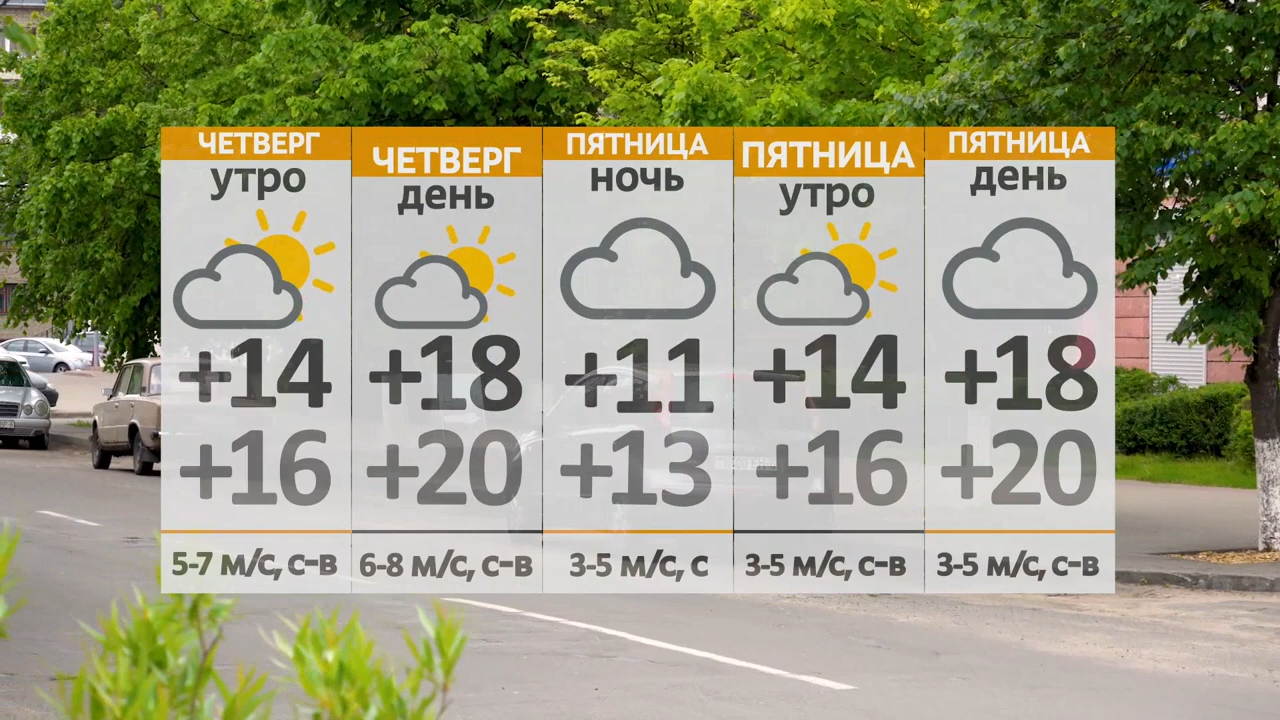 ЧЕТВЕРГ
утро
+14
+16
5-7 м/с, с-в
ЧЕТВЕРГ
день
+18
+20
6-8 м/с, с-в
ПЯТНИЦА
ночь
+11
+13
3-5 м/с, с
ПЯТНИЦА
утро
+14
+16
3-5 м/с, с-в
ПЯТНИЦА
день
+18
+20
3-5 м/с, с-в